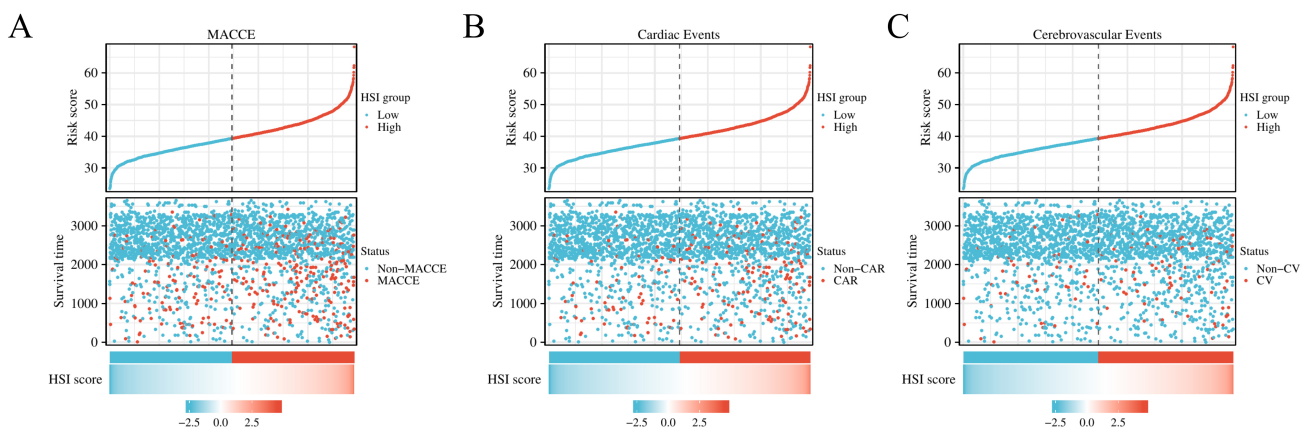 A
MACCE
Risk score
60
50
40
30
HSI group
Low
High
Survival time
3000
2000
1000
0
Status
Non−MACCE
MACCE
HSI score
−2.5
0.0
2.5
B
Cardiac Events
Risk score
60
50
40
30
HSI group
Low
High
Survival time
3000
2000
1000
0
Status
Non−CAR
CAR
HSI score
−2.5
0.0
2.5
C
Cerebrovascular Events
Risk score
60
50
40
30
HSI group
Low
High
Survival time
3000
2000
1000
0
Status
Non−CV
CV
HSI score
−2.5
0.0
2.5